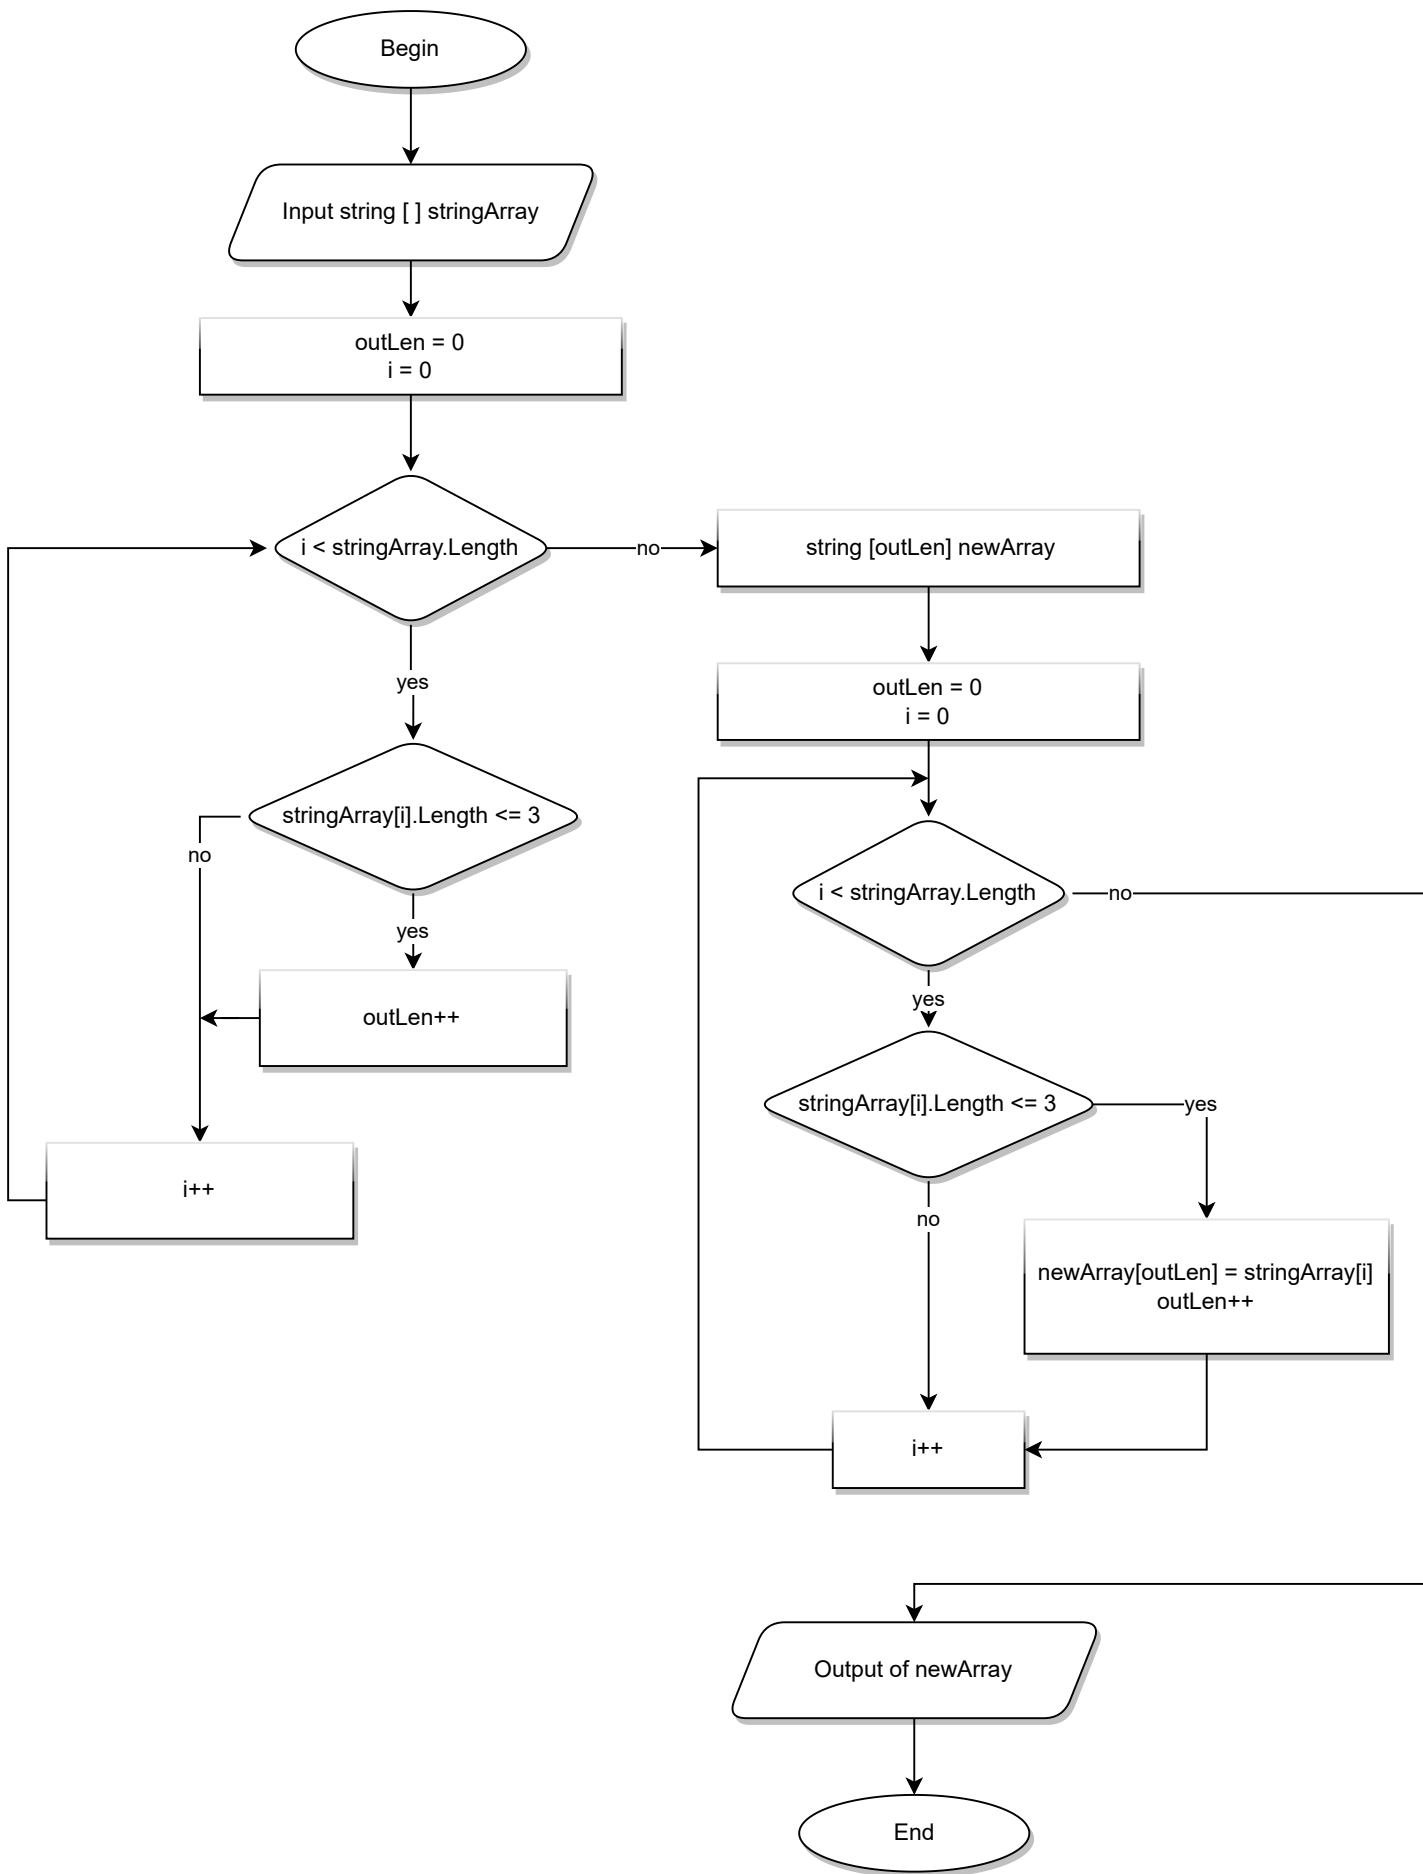 Begin
Input string [ ] stringArray
outLen = 0
i = 0
i < stringArray.Length
no
string [outLen] newArray
yes
outLen = 0
i = 0
stringArray[i].Length <= 3
no
i < stringArray.Length
no
yes
outLen++
yes
stringArray[i].Length <= 3
yes
i++
no
newArray[outLen] = stringArray[i]
outLen++
i++
Output of newArray
End